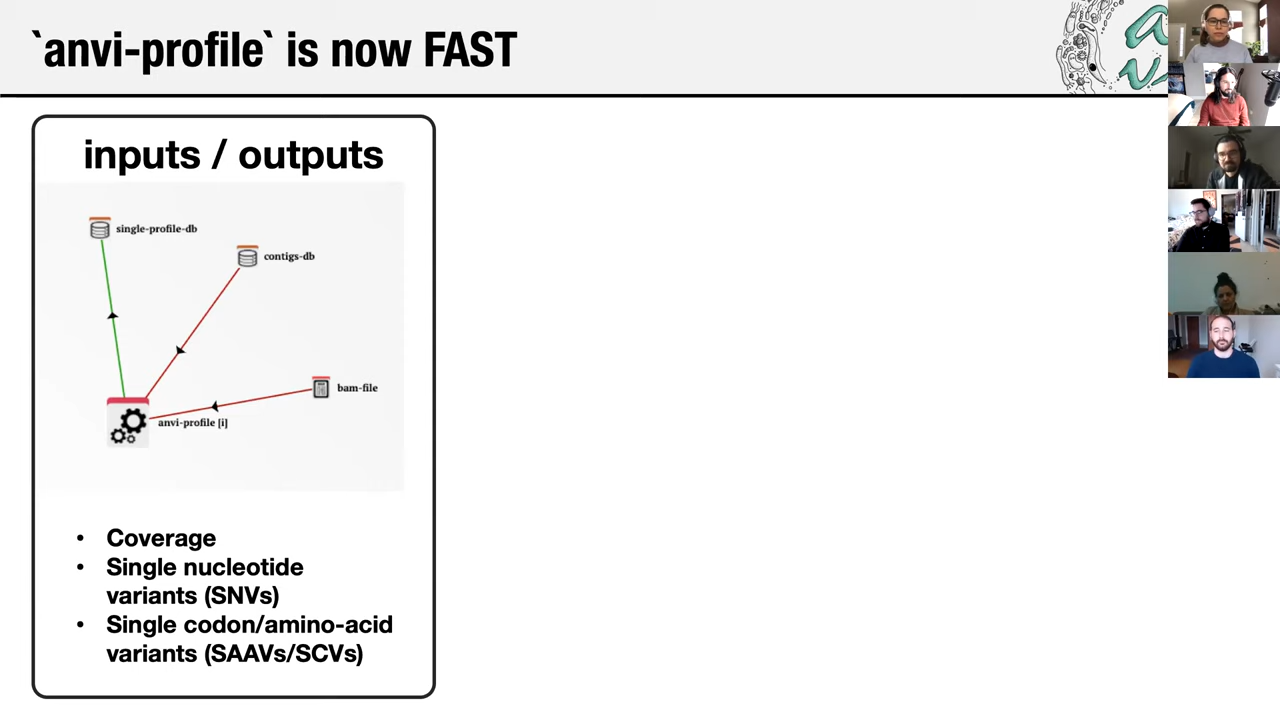 `anvi-profile` is now FAST
inputs / outputs
single-profile-db
contigs-db
bam-file
anvi-profile [i]
• Coverage
• Single nucleotide
variants (SNVs)
• Single codon/amino-acid
variants (SAAVs/SCVs)